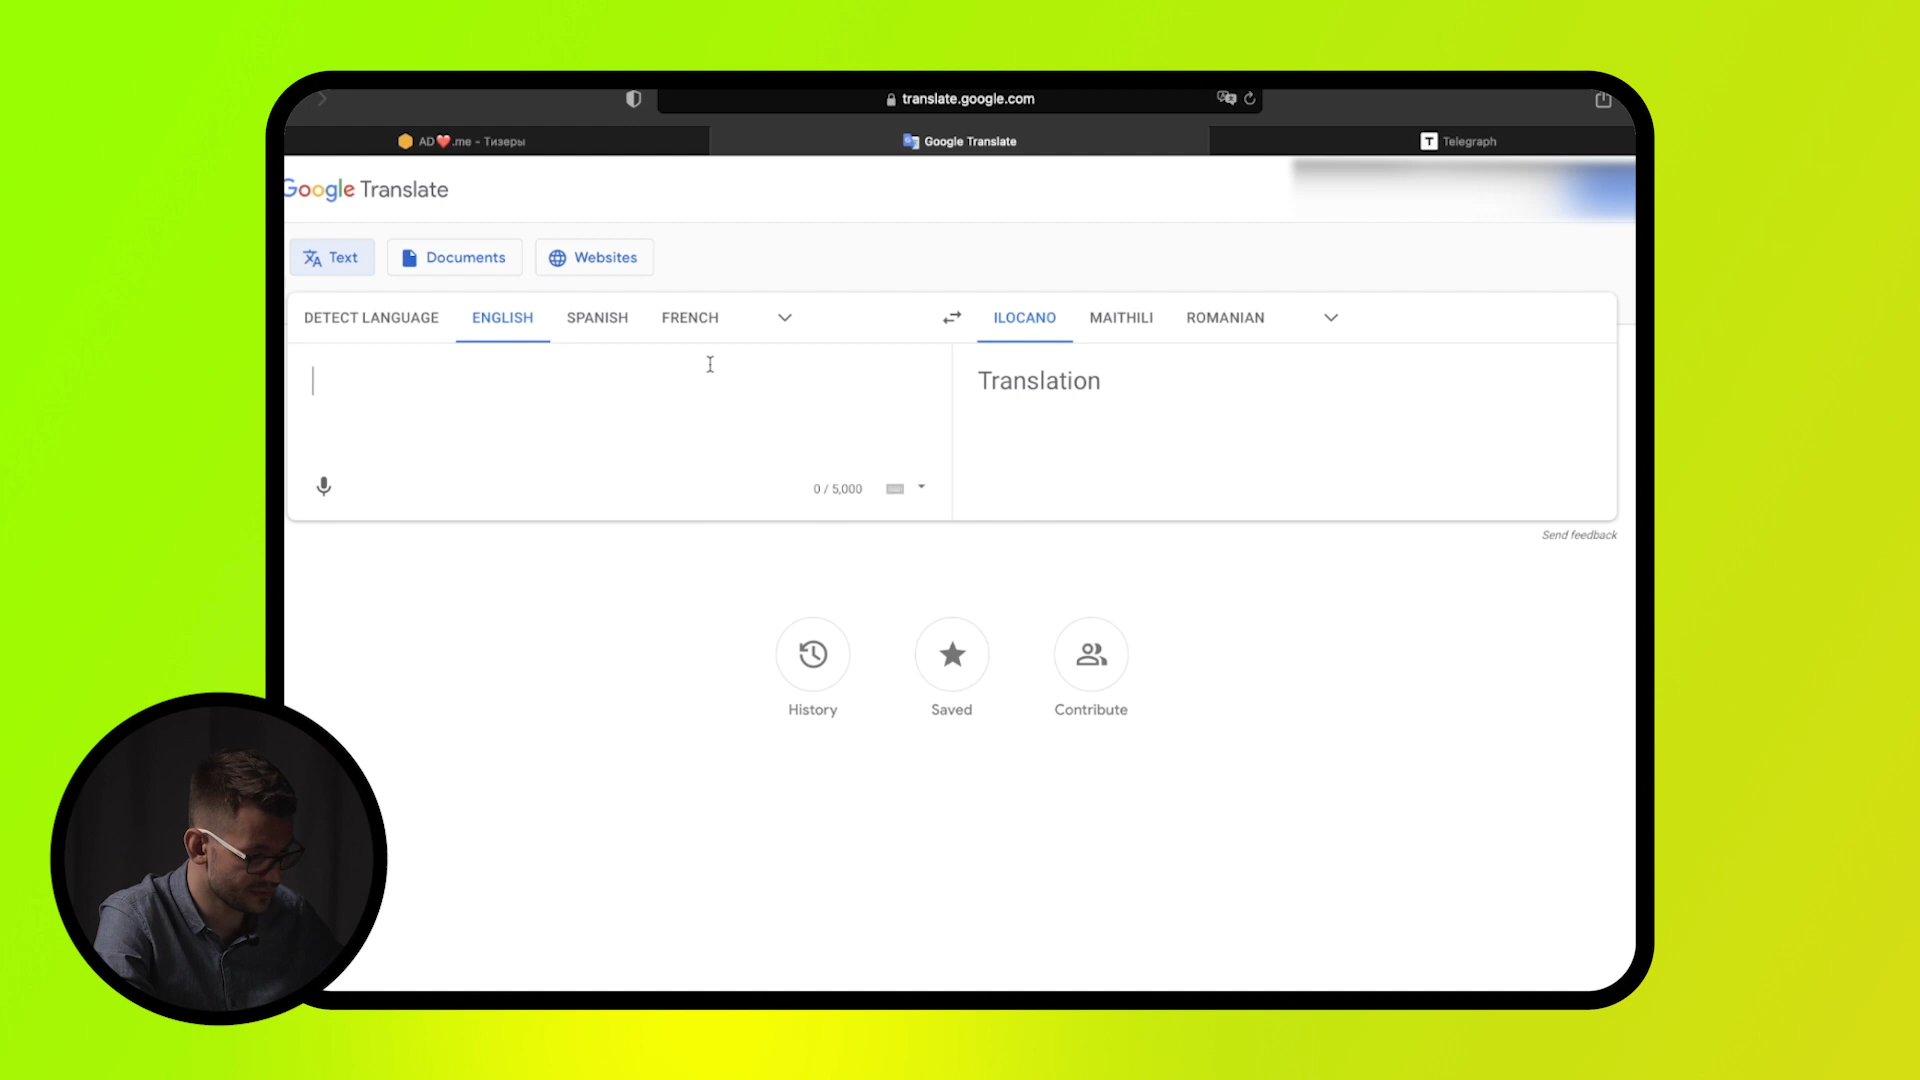 translate.google.com
AD❤️.me - Тизеры
Google Translate
T Telegraph
Google Translate
Text
Documents
Websites
DETECT LANGUAGE
ENGLISH
SPANISH
FRENCH
ILOCANO
MAITHILI
ROMANIAN
Translation
0 / 5,000
Send feedback
History
Saved
Contribute